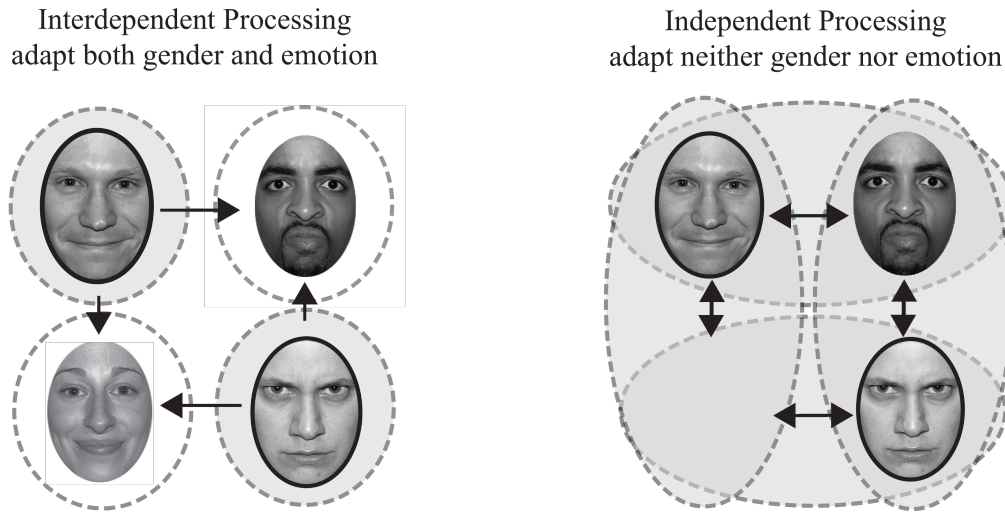 Interdependent Processing
adapt both gender and emotion
Independent Processing
adapt neither gender nor emotion